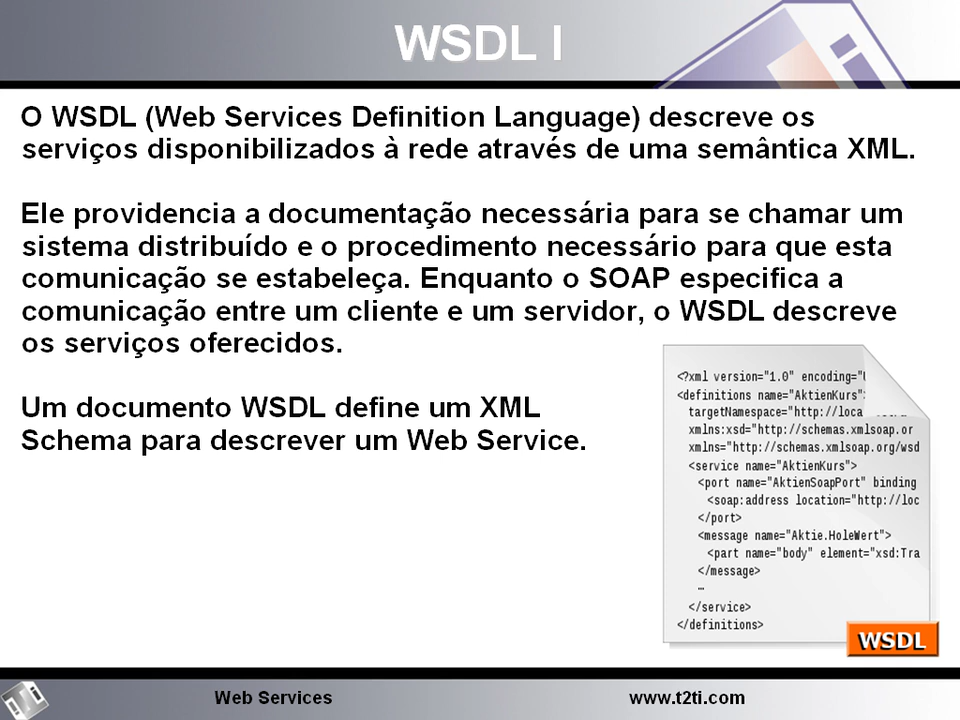 WSDL I
O WSDL (Web Services Definition Language) descreve os
serviços disponibilizados à rede através de uma semântica XML.
Ele providencia a documentação necessária para se chamar um
sistema distribuído e o procedimento necessário para que esta
comunicação se estabeleça. Enquanto o SOAP especifica a
comunicação entre um cliente e um servidor, o WSDL descreve
os serviços oferecidos.
Um documento WSDL define um XML
Schema para descrever um Web Service.
<?xml version="1.0" encoding="
<definitions name="AktienKurs"
targetNamespace="http://loca
xmlns:xsd="http://schemas.xmlsoap.or
xmlns="http://schemas.xmlsoap.org/wsd
<service name="AktienKurs">
<port name="AktienSoapPort" binding
<soap:address location="http://loc
</port>
<message name="Aktie.HoleWert">
<part name="body" element="xsd:Tra
</message>
…
</service>
</definitions>
WSDL
Web Services
www.t2ti.com